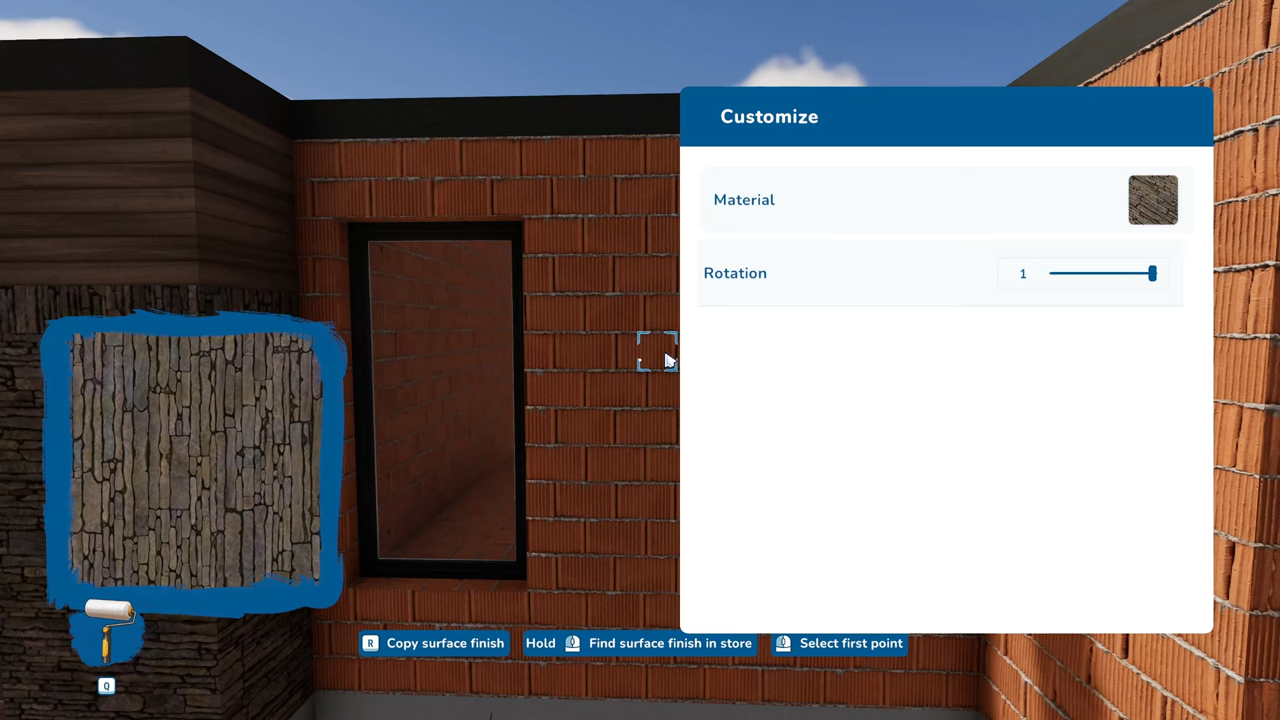 Customize
Material
Rotation 1
R Copy surface finish Hold Find surface finish in store Select first point
Q